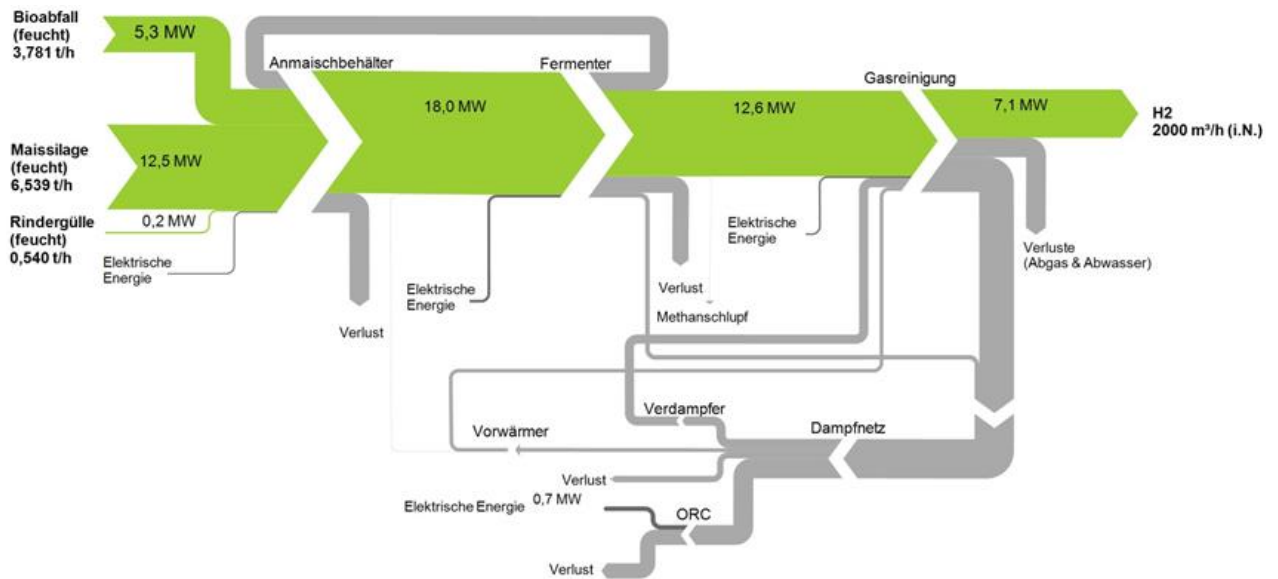 Bioabfall
(feucht)
3,781 t/h
5,3 MW
Anmaischbehälter
Fermenter
Gasreinigung
18,0 MW
12,6 MW
7,1 MW
H2
2000 m³/h (i.N.)
Maissilage
(feucht)
6,539 t/h
12,5 MW
Rindergülle
(feucht)
0,540 t/h
0,2 MW
Elektrische
Energie
Verlust
Elektrische
Energie
Verlust
Methanschlupf
Elektrische
Energie
Verluste
(Abgas & Abwasser)
Verdampfer
Vorwärmer
Dampfnetz
Verlust
Elektrische Energie 0,7 MW
ORC
Verlust